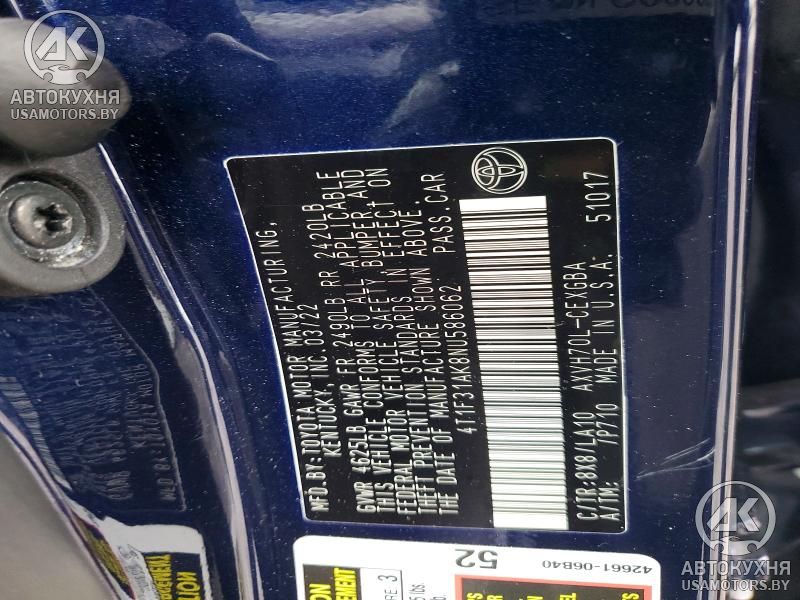 AK
АВТОКУХНЯ
USAMOTORS.BY
MFD.BY:TOYOTA MOTOR MANUFACTURING,
KENTUCKY, INC. 03/22
GVWR 4625LB GAWR FR 2490LB RR 2420LB
THIS VEHICLE CONFORMS TO ALL APPLICABLE
FEDERAL MOTOR VEHICLE SAFETY, BUMPER AND
THEFT PREVENTION STANDARDS IN EFFECT ON
THE DATE OF MANUFACTURE SHOWN ABOVE.
4T1F31AK8NU586062 PASS.CAR
C/TR:8X8/LA10 AXVH70L-CEXGBA
A/TM: /P710 MADE IN U.S.A. 51017
52
42661-06B40
AK
АВТОКУХНЯ
USAMOTORS.BY